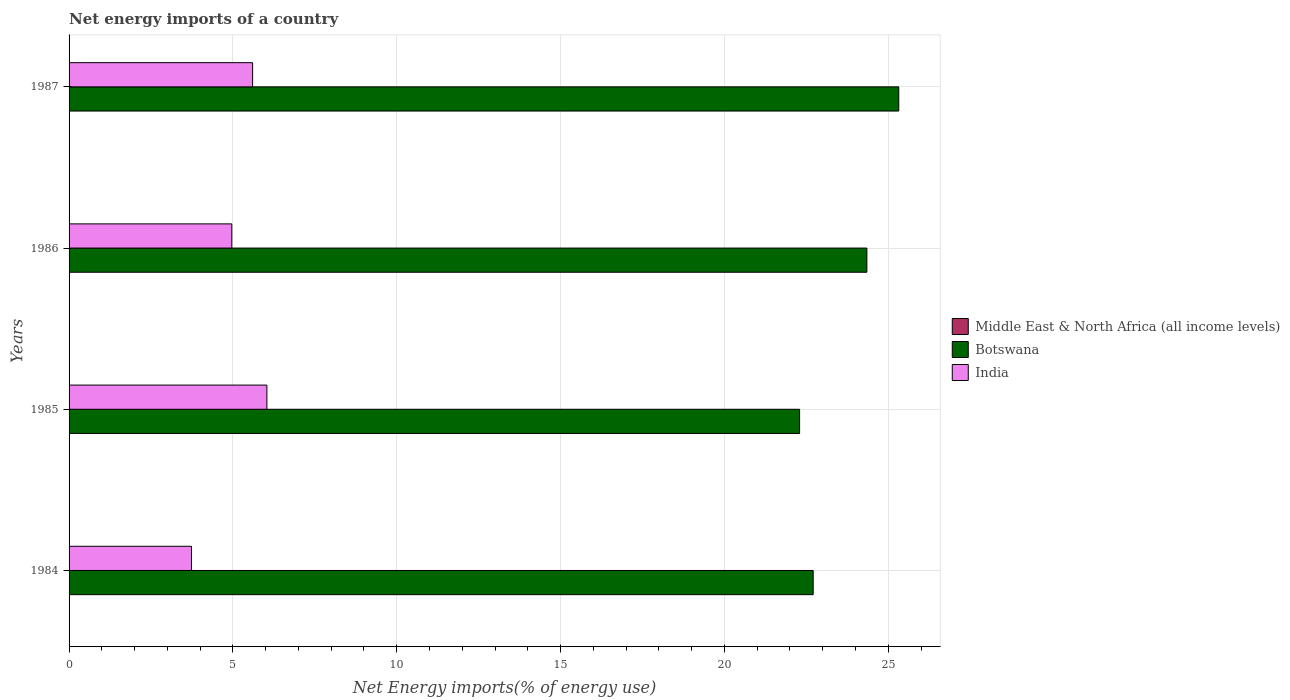 Net energy imports of a country
1987
1986
1985
1984
Years
0
5
10
15
20
25
Net Energy imports(% of energy use)
Middle East & North Africa (all income levels)
Botswana
India